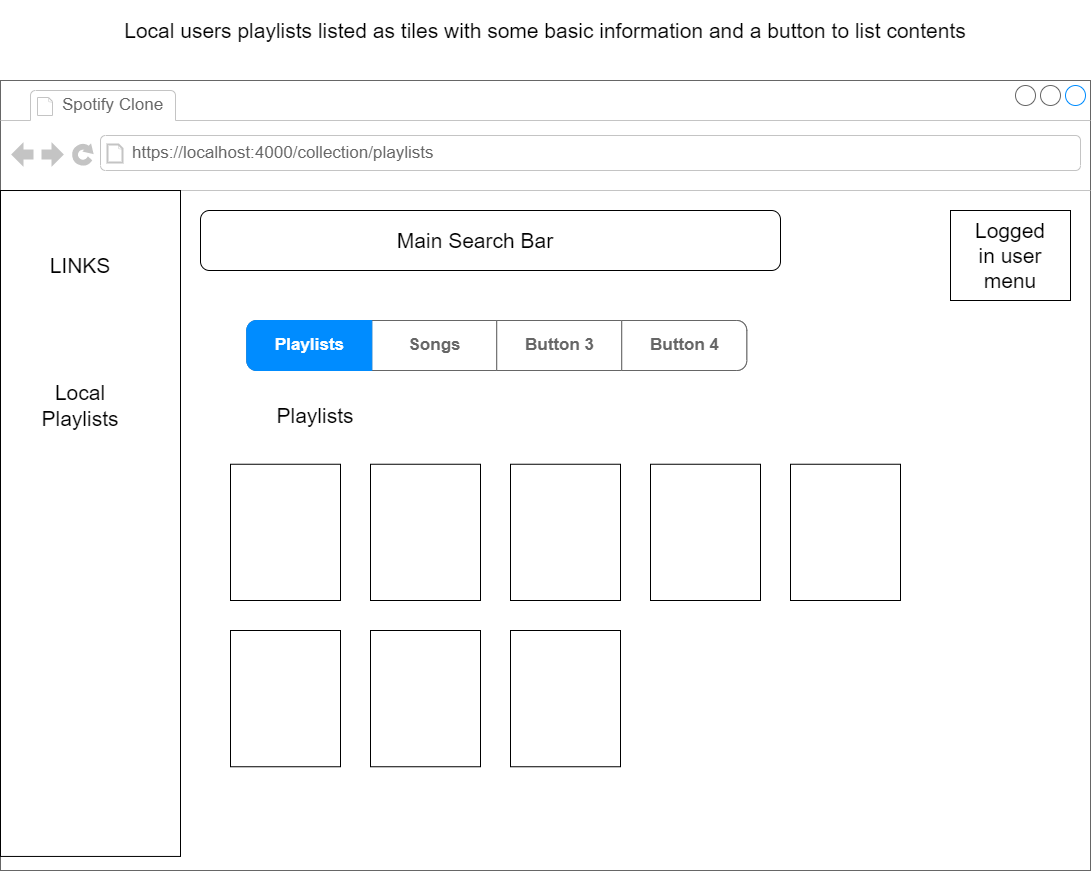 Local users playlists listed as tiles with some basic information and a button to list contents
Spotify Clone
https://localhost:4000/collection/playlists
LINKS
Local
Playlists
Main Search Bar
Logged
in user
menu
Playlists
Songs
Button 3
Button 4
Playlists